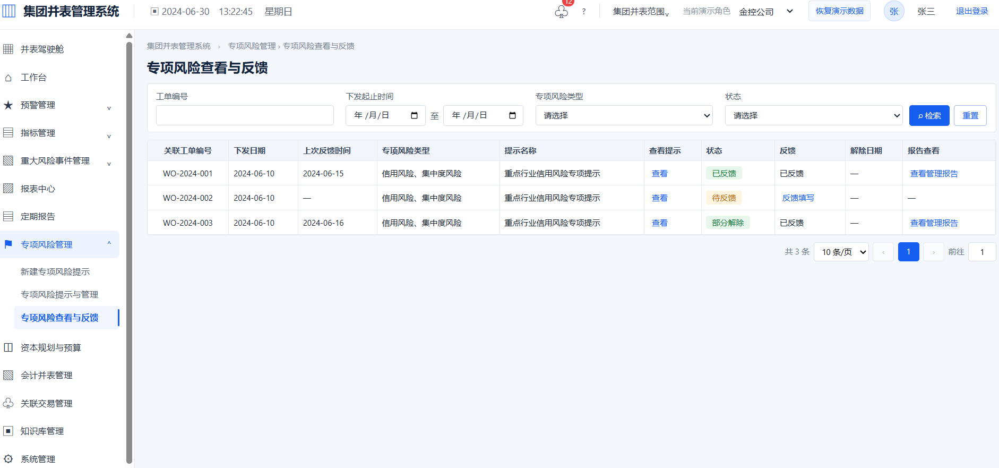 集团并表管理系统
2024-06-30 13:22:45 星期日
12
?
集团并表范围
当前演示角色 金控公司
恢复演示数据
张 张三
退出登录
并表驾驶舱
工作台
预警管理
指标管理
重大风险事件管理
报表中心
定期报告
专项风险管理
新建专项风险提示
专项风险提示与管理
专项风险查看与反馈
资本规划与预算
会计并表管理
关联交易管理
知识库管理
系统管理
集团并表管理系统 › 专项风险管理 › 专项风险查看与反馈
专项风险查看与反馈
工单编号 下发起止时间 专项风险类型 状态
年 /月/日 至 年 /月/日 请选择 请选择 检索 重置
关联工单编号 下发日期 上次反馈时间 专项风险类型 提示名称 查看提示 状态 反馈 解除日期 报告查看
WO-2024-001 2024-06-10 2024-06-15 信用风险、集中度风险 重点行业信用风险专项提示 查看 已反馈 已反馈 — 查看管理报告
WO-2024-002 2024-06-10 — 信用风险、集中度风险 重点行业信用风险专项提示 查看 待反馈 反馈填写 — —
WO-2024-003 2024-06-10 2024-06-16 信用风险、集中度风险 重点行业信用风险专项提示 查看 部分解除 已反馈 — 查看管理报告
共 3 条 10 条/页 ‹ 1 › 前往 1